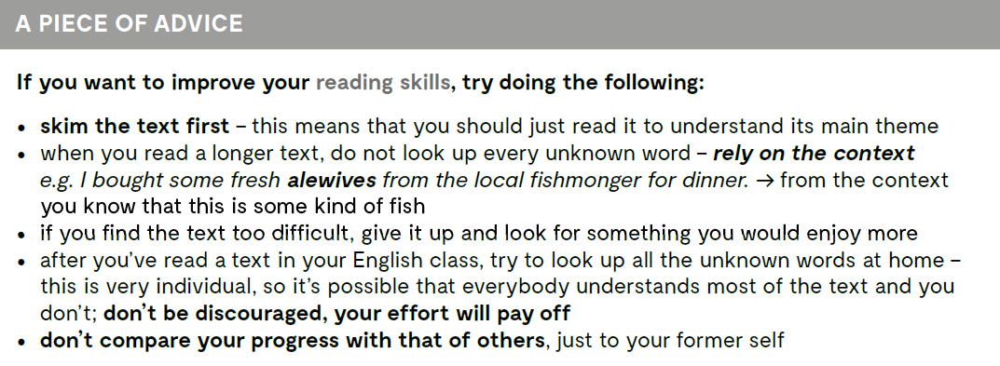 A PIECE OF ADVICE
If you want to improve your reading skills, try doing the following:
• skim the text first – this means that you should just read it to understand its main theme
• when you read a longer text, do not look up every unknown word – rely on the context
e.g. I bought some fresh alewives from the local fishmonger for dinner. → from the context
you know that this is some kind of fish
• if you find the text too difficult, give it up and look for something you would enjoy more
• after you’ve read a text in your English class, try to look up all the unknown words at home –
this is very individual, so it’s possible that everybody understands most of the text and you
don’t; don’t be discouraged, your effort will pay off
• don’t compare your progress with that of others, just to your former self